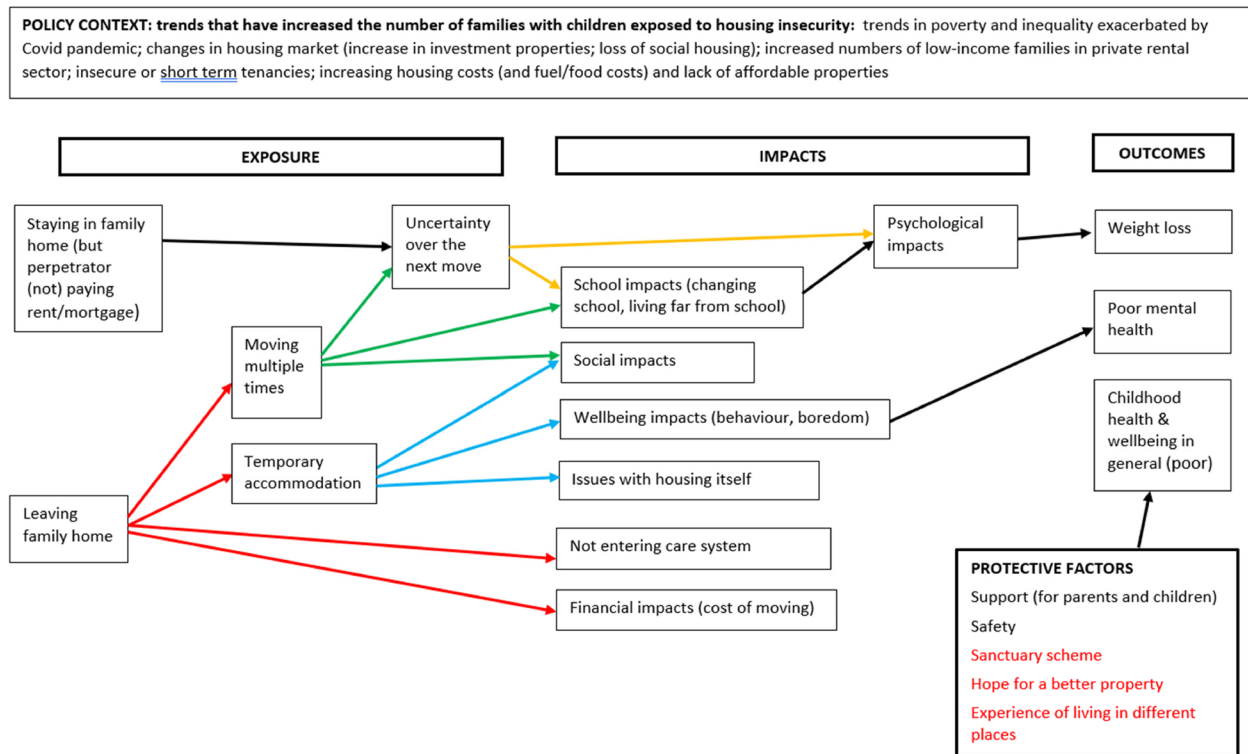 POLICY CONTEXT: trends that have increased the number of families with children exposed to housing insecurity: trends in poverty and inequality exacerbated by
Covid pandemic; changes in housing market (increase in investment properties; loss of social housing); increased numbers of low-income families in private rental
sector; insecure or short term tenancies; increasing housing costs (and fuel/food costs) and lack of affordable properties
EXPOSURE
IMPACTS
OUTCOMES
Staying in family
home (but
perpetrator
(not) paying
rent/mortgage)
Uncertainty
over the
next move
Psychological
impacts
Weight loss
School impacts (changing
school, living far from school)
Poor mental
health
Moving
multiple
times
Social impacts
Wellbeing impacts (behaviour, boredom)
Childhood
health &
wellbeing in
general (poor)
Temporary
accommodation
Issues with housing itself
Leaving
family home
Not entering care system
Financial impacts (cost of moving)
PROTECTIVE FACTORS
Support (for parents and children)
Safety
Sanctuary scheme
Hope for a better property
Experience of living in different
places